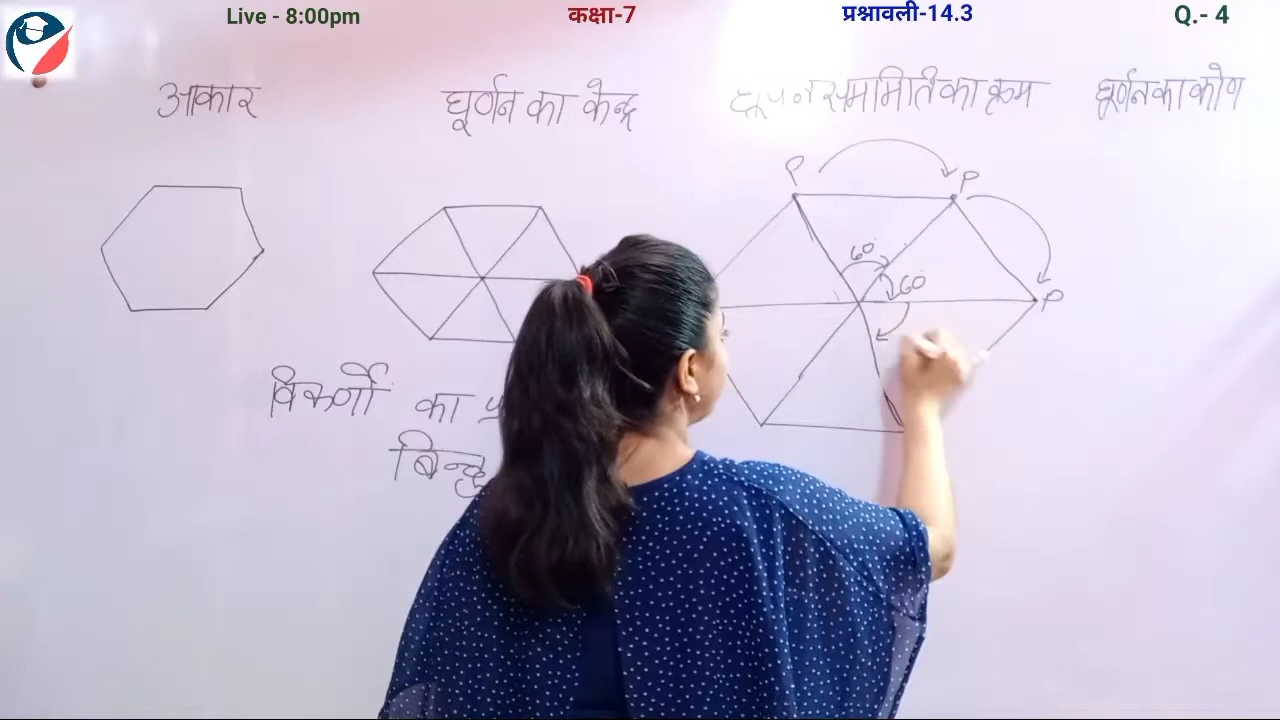 Live - 8:00pm कक्षा-7 प्रश्नावली-14.3 Q.- 4
आकार घूर्णन का केन्द्र घूर्णन सममिति का क्रम घूर्णन का कोण
P
P
60°
60°
P
विकर्णों का
बिन्दु